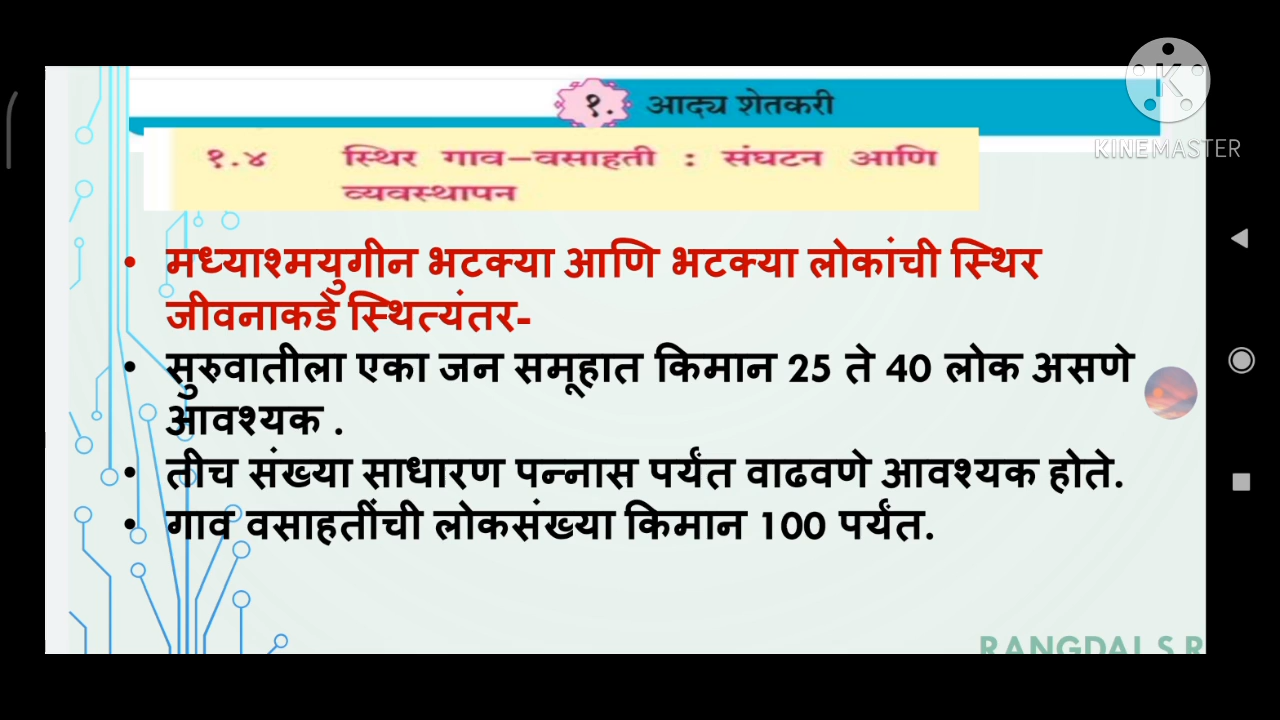 १. आद्य शेतकरी
KINEMASTER
१.४ स्थिर गाव–वसाहती : संघटन आणि
व्यवस्थापन
• मध्याश्मयुगीन भटक्या आणि भटक्या लोकांची स्थिर
जीवनाकडे स्थित्यंतर-
• सुरुवातीला एका जन समूहात किमान 25 ते 40 लोक असणे
आवश्यक .
• तीच संख्या साधारण पन्नास पर्यंत वाढवणे आवश्यक होते.
• गाव वसाहतींची लोकसंख्या किमान 100 पर्यंत.
RANGDAL S R